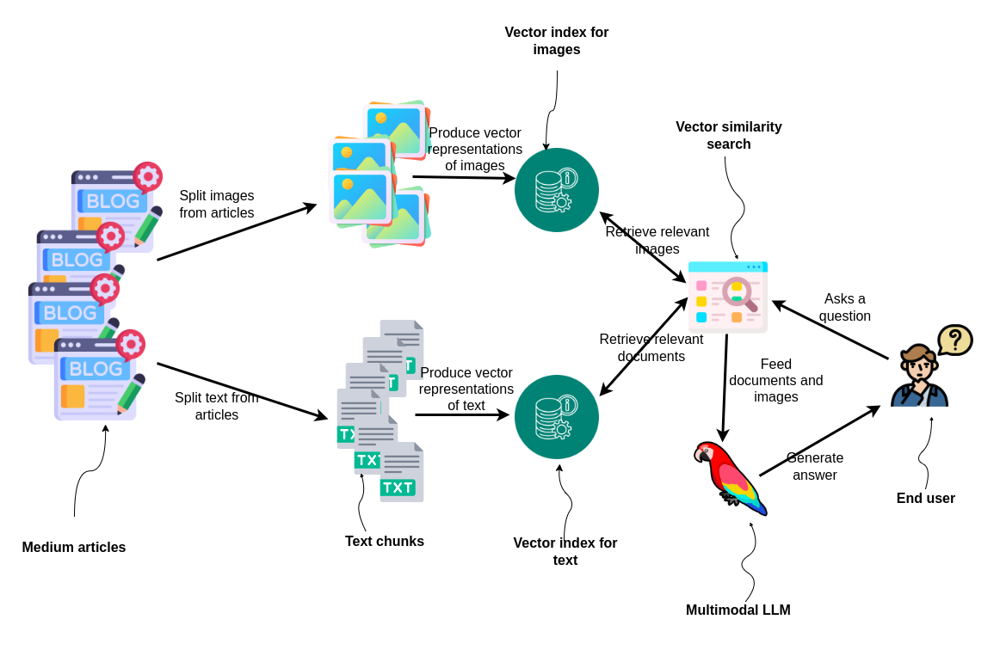 Vector index for
images
Vector similarity
search
Produce vector
representations
of images
BLOG
Split images
from articles
BLOG
BLOG
BLOG
Retrieve relevant
images
Asks a
question
?
Retrieve relevant
documents
Feed
documents and
images
Produce vector
representations
of text
Split text from
articles
TXT
TXT
TXT
Generate
answer
End user
Medium articles
Text chunks
Vector index for
text
Multimodal LLM